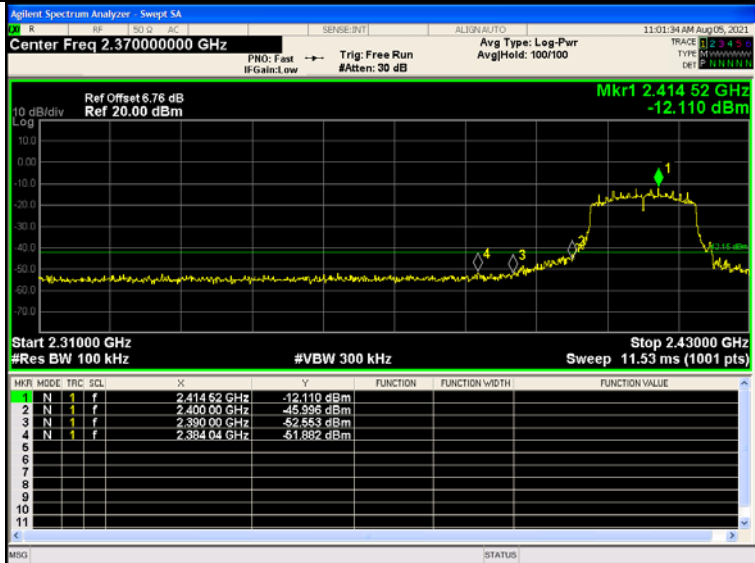 Agilent Spectrum Analyzer - Swept SA
R RF 50 Ω AC SENSE:INT ALIGN AUTO 11:01:34 AM Aug 05, 2021
Center Freq 2.370000000 GHz
PNO: Fast
IFGain:Low
Trig: Free Run
#Atten: 30 dB
Avg Type: Log-Pwr
Avg|Hold: 100/100
TRACE 1 2 3 4 5 6
TYPE M
DET P N N N N N
Ref Offset 6.76 dB
Ref 20.00 dBm
10 dB/div
Log
Mkr1 2.414 52 GHz
-12.110 dBm
10.0
0.00
-10.0
-20.0
-30.0
-40.0
-50.0
-60.0
-70.0
1
2
3
4
Start 2.31000 GHz
Stop 2.43000 GHz
#Res BW 100 kHz
#VBW 300 kHz
Sweep 11.53 ms (1001 pts)
MKR MODE TRC SCL X Y FUNCTION FUNCTION WIDTH FUNCTION VALUE
1 N 1 f 2.414 52 GHz -12.110 dBm
2 N 1 f 2.400 00 GHz -45.996 dBm
3 N 1 f 2.390 00 GHz -52.553 dBm
4 N 1 f 2.384 04 GHz -51.882 dBm
5
6
7
8
9
10
11
MSG STATUS